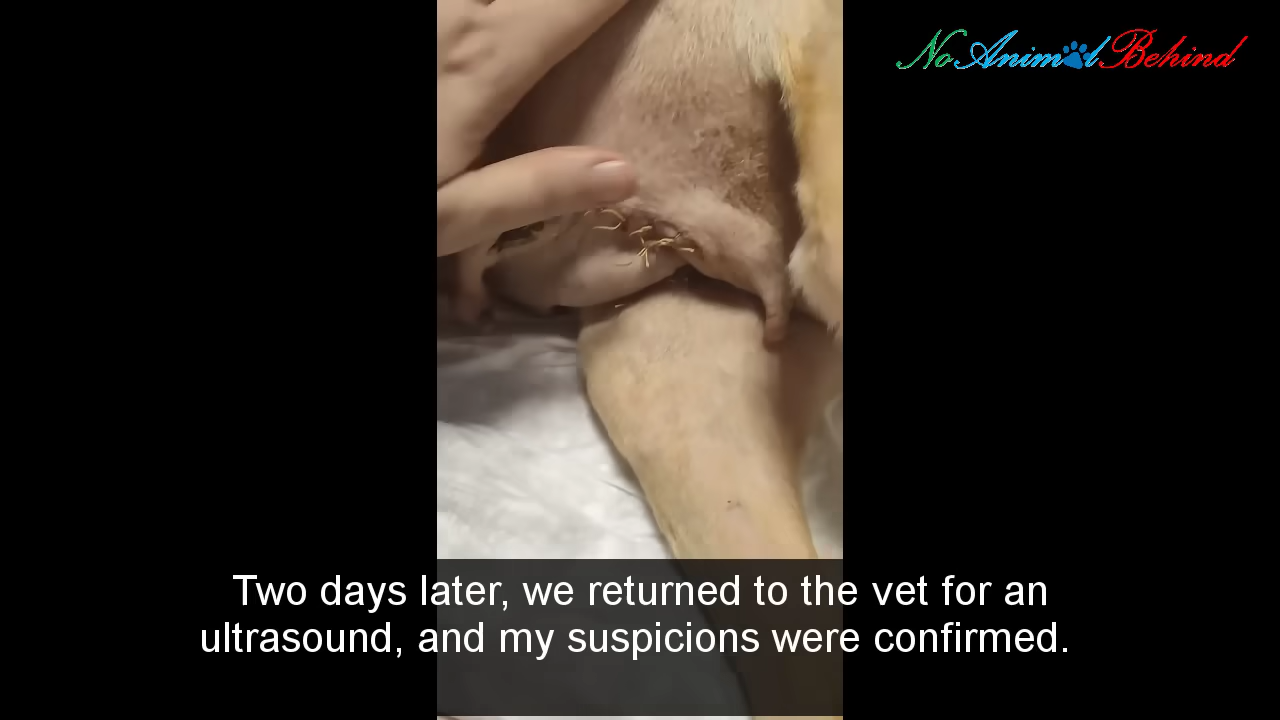 NoAnimalBehind
Two days later, we returned to the vet for an
ultrasound, and my suspicions were confirmed.